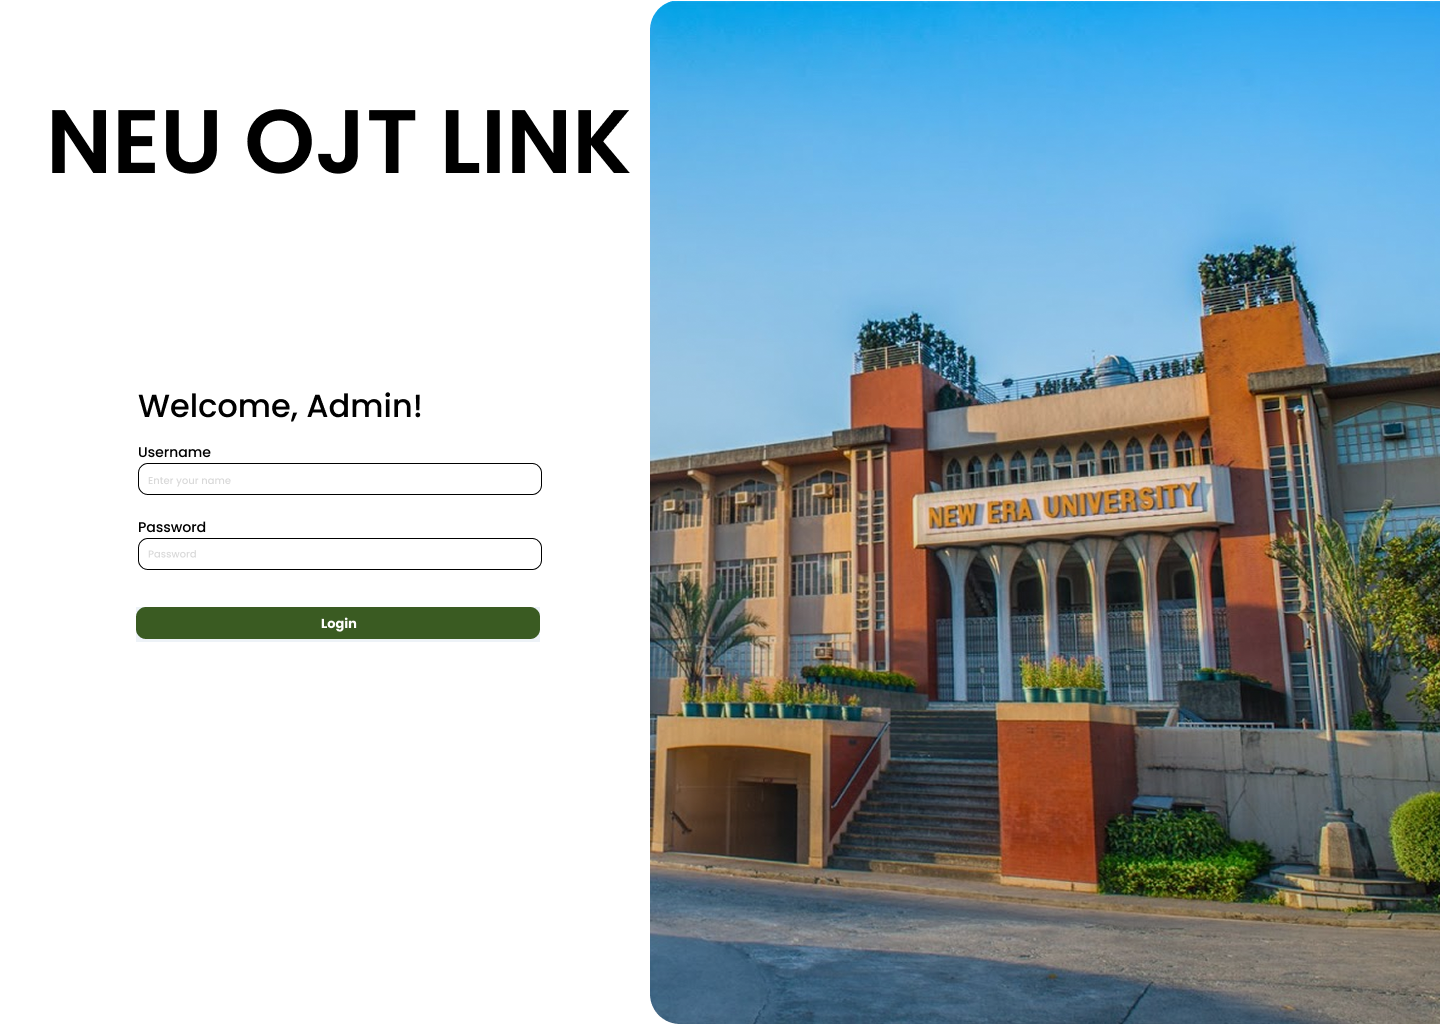 NEU OJT LINK
Welcome, Admin!
Username
Enter your name
Password
Password
Login
NEW ERA UNIVERSITY